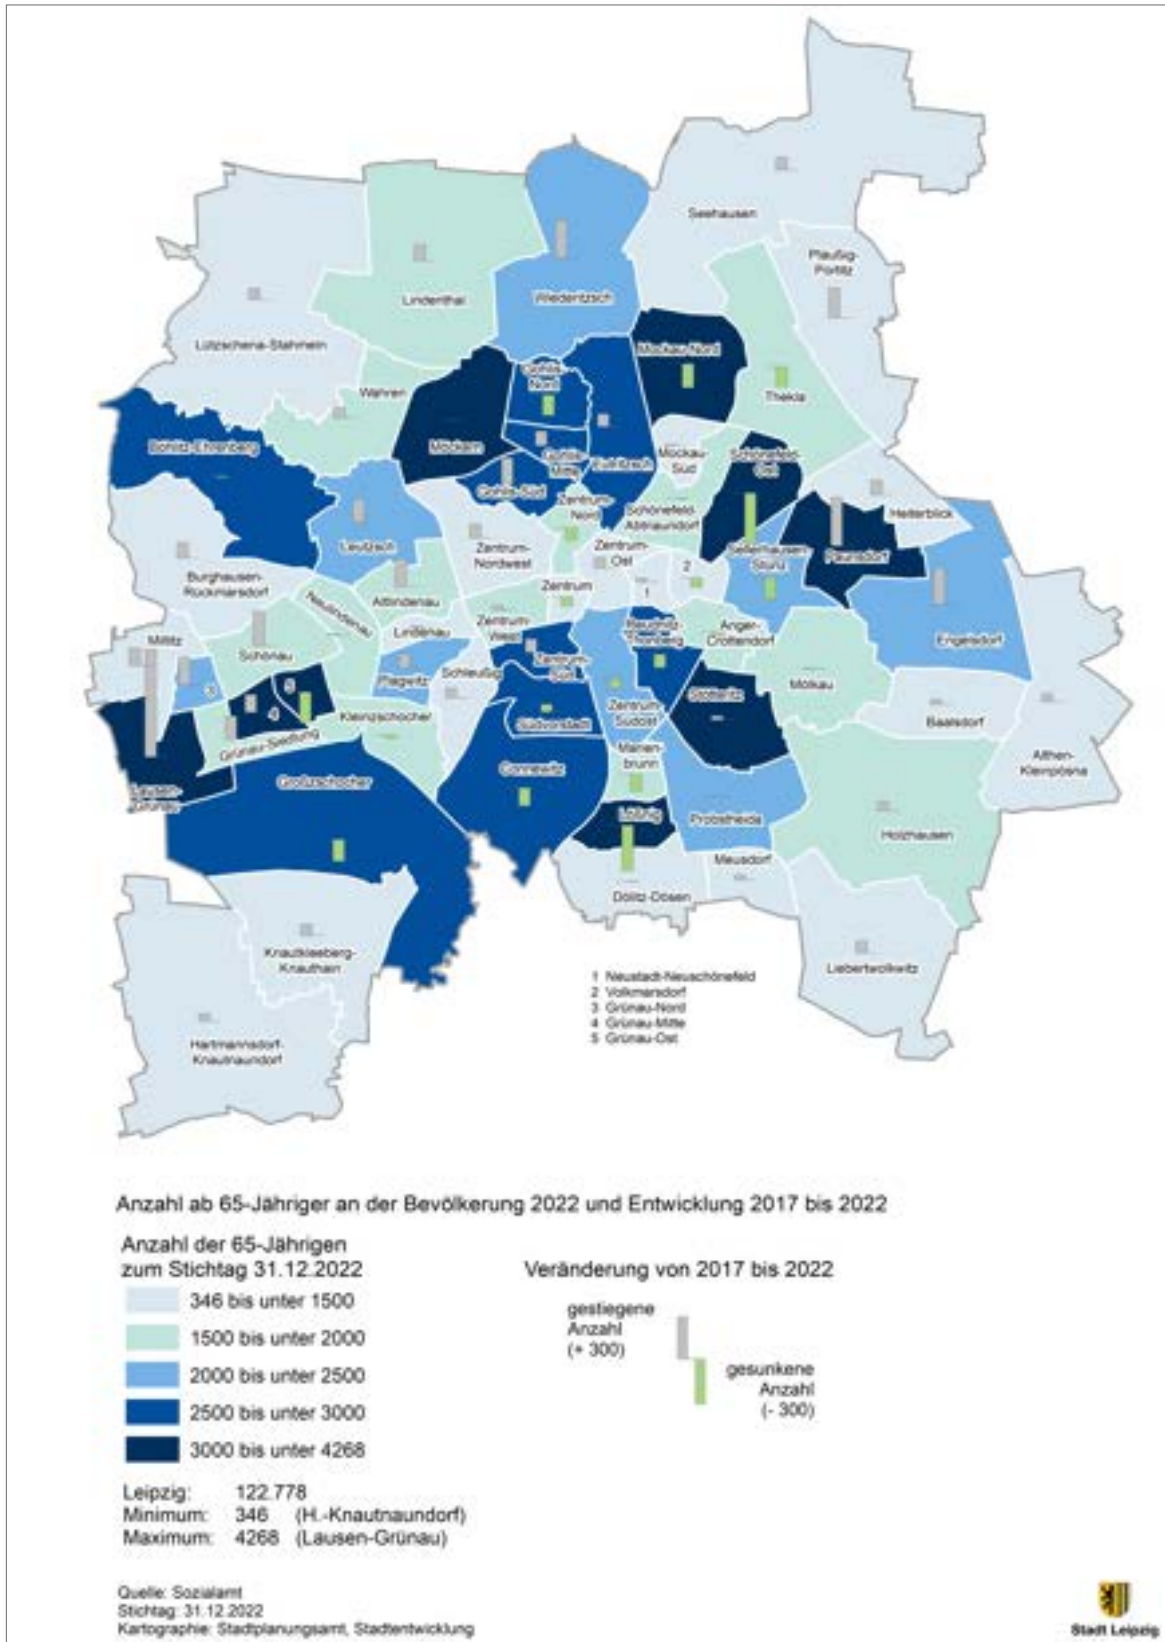 Seehausen
Plaußig-
Portitz
Lindenthal
Wiederitzsch
Lützschena-Stahmeln
Mockau-Nord
Gohlis-
Nord
Thekla
Wahren
Böhlitz-Ehrenberg
Möckern
Gohlis-
Mitte
Eutritzsch
Mockau-
Süd
Schönefeld-
Ost
Gohlis-Süd
Zentrum-
Nord
Schönefeld-
Abtnaundorf
Heiterblick
Leutzsch
Zentrum-
Nordwest
Zentrum-
Ost
Sellerhausen-
Stünz
Paunsdorf
Burghausen-
Rückmarsdorf
Neulindenau
Altlindenau
Zentrum
1
2
Miltitz
Schönau
Lindenau
Zentrum-
West
Reudnitz-
Thonberg
Anger-
Crottendorf
Engelsdorf
3
4
5
Plagwitz
Schleußig
Zentrum-
Süd
Mölkau
Grünau-Siedlung
Kleinzschocher
Südvorstadt
Zentrum-
Südost
Stötteritz
Baalsdorf
Althen-
Kleinpösna
Lausen-
Grünau
Großzschocher
Connewitz
Marien-
brunn
Lößnig
Probstheida
Holzhausen
Meusdorf
Dölitz-Dösen
Knautkleeberg-
Knauthain
Liebertwolkwitz
Hartmannsdorf-
Knautnaundorf
1 Neustadt-Neuschönefeld
2 Volkmarsdorf
3 Grünau-Nord
4 Grünau-Mitte
5 Grünau-Ost
Anzahl ab 65-Jähriger an der Bevölkerung 2022 und Entwicklung 2017 bis 2022
Anzahl der 65-Jährigen
zum Stichtag 31.12.2022
346 bis unter 1500
1500 bis unter 2000
2000 bis unter 2500
2500 bis unter 3000
3000 bis unter 4268
Veränderung von 2017 bis 2022
gestiegene
Anzahl
(+ 300)
gesunkene
Anzahl
(- 300)
Leipzig: 122.778
Minimum: 346 (H.-Knautnaundorf)
Maximum: 4268 (Lausen-Grünau)
Quelle: Sozialamt
Stichtag: 31.12.2022
Kartographie: Stadtplanungsamt, Stadtentwicklung
Stadt Leipzig